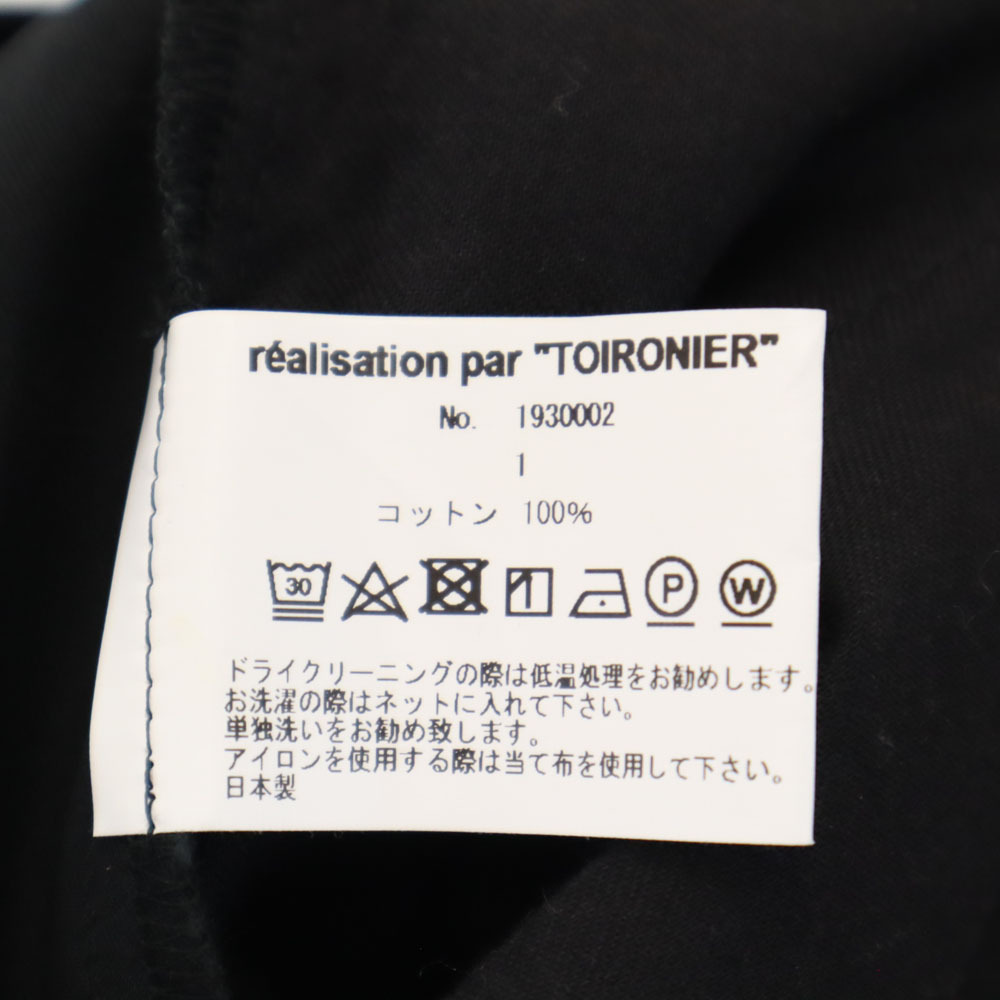 réalisation par "TOIRONIER"
No. 1930002
1
コットン 100%
30 P W
ドライクリーニングの際は低温処理をお勧めします。
お洗濯の際はネットに入れて下さい。
単独洗いをお勧め致します。
アイロンを使用する際は当て布を使用して下さい。
日本製